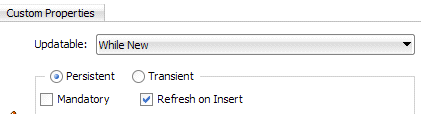 Custom Properties
Updatable: While New
Persistent Transient
Mandatory Refresh on Insert